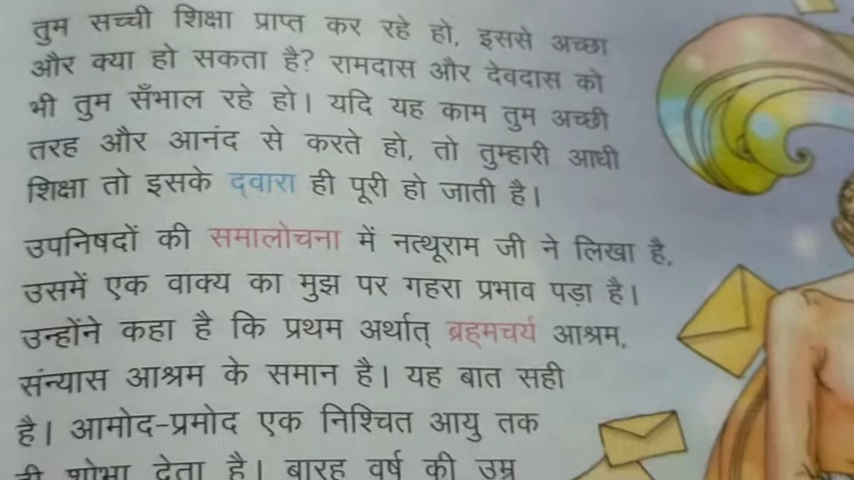 तुम सच्ची शिक्षा प्राप्त कर रहे हो, इससे अच्छा
और क्या हो सकता है? रामदास और देवदास को
भी तुम सँभाल रहे हो। यदि यह काम तुम अच्छी
तरह और आनंद से करते हो, तो तुम्हारी आधी
शिक्षा तो इसके द्‌वारा ही पूरी हो जाती है।
उपनिषदों की समालोचना में नत्थूराम जी ने लिखा है,
उसमें एक वाक्य का मुझ पर गहरा प्रभाव पड़ा है।
उन्होंने कहा है कि प्रथम अर्थात् ब्रह्‌मचर्य आश्रम,
संन्यास आश्रम के समान है। यह बात सही
है। आमोद-प्रमोद एक निश्चित आयु तक
ही शोभा देता है। बारह वर्ष की उम्र